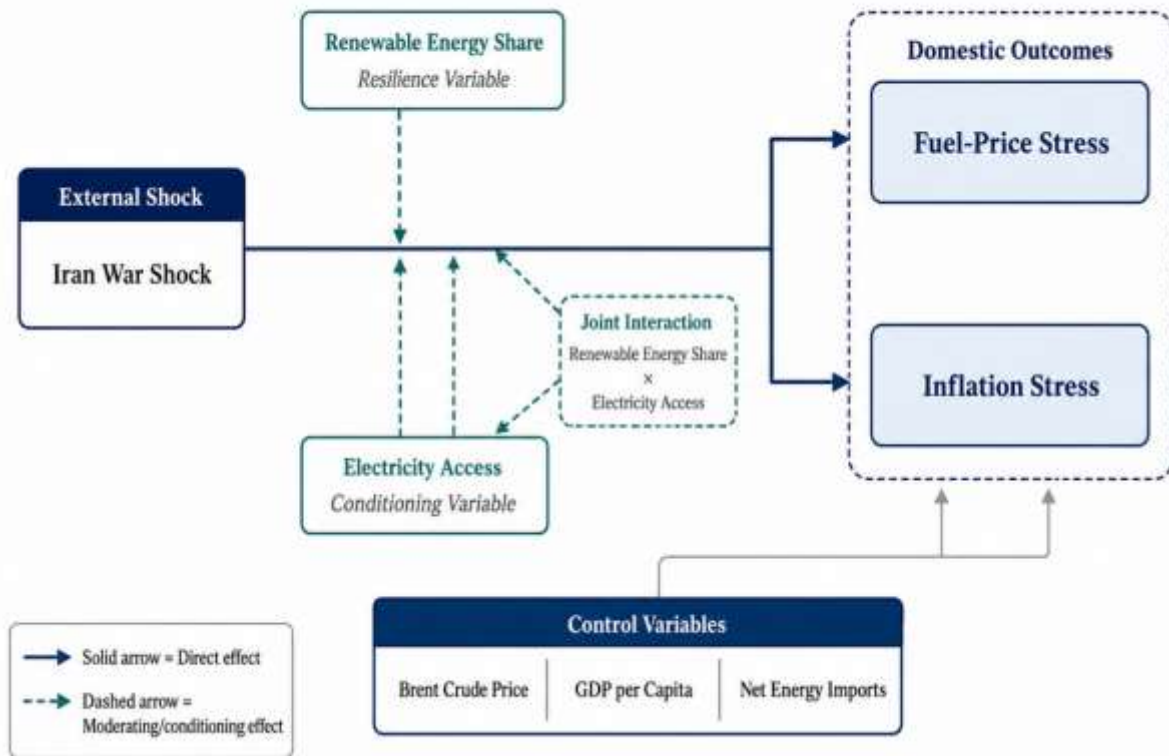 Renewable Energy Share
Resilience Variable
Domestic Outcomes
Fuel-Price Stress
External Shock
Iran War Shock
Joint Interaction
Renewable Energy Share
×
Electricity Access
Inflation Stress
Electricity Access
Conditioning Variable
Control Variables
Brent Crude Price
GDP per Capita
Net Energy Imports
Solid arrow = Direct effect
Dashed arrow =
Moderating/conditioning effect